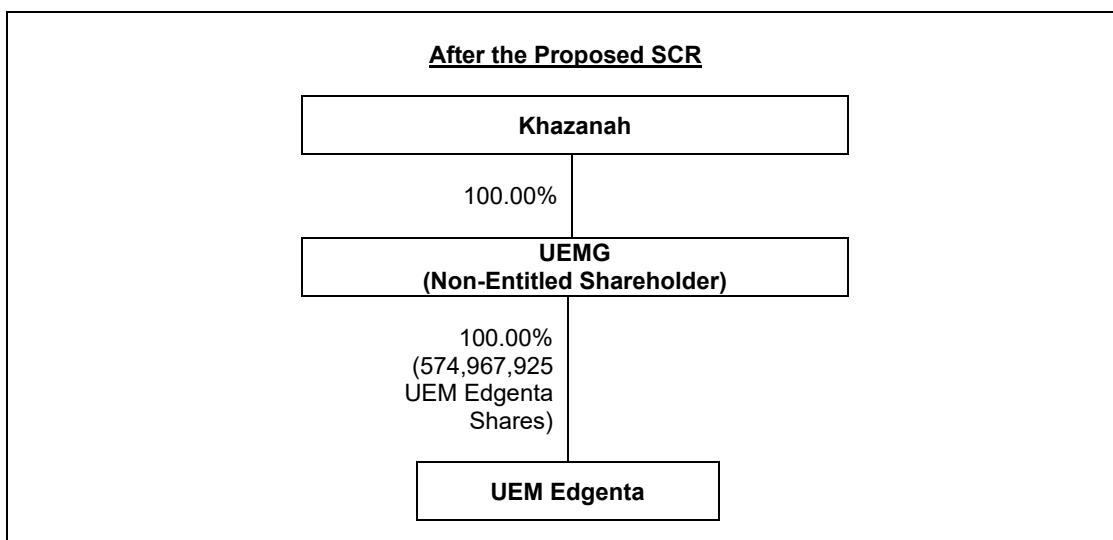 After the Proposed SCR
Khazanah
100.00%
UEMG
(Non-Entitled Shareholder)
100.00%
(574,967,925
UEM Edgenta
Shares)
UEM Edgenta